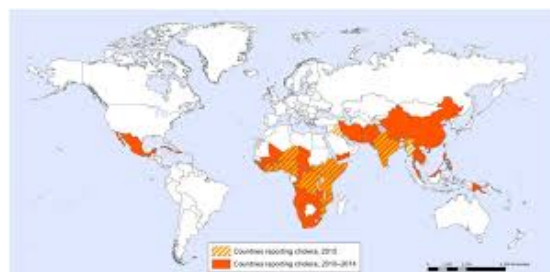 Countries reporting cholera, 2015
Countries reporting cholera, 2010–2014